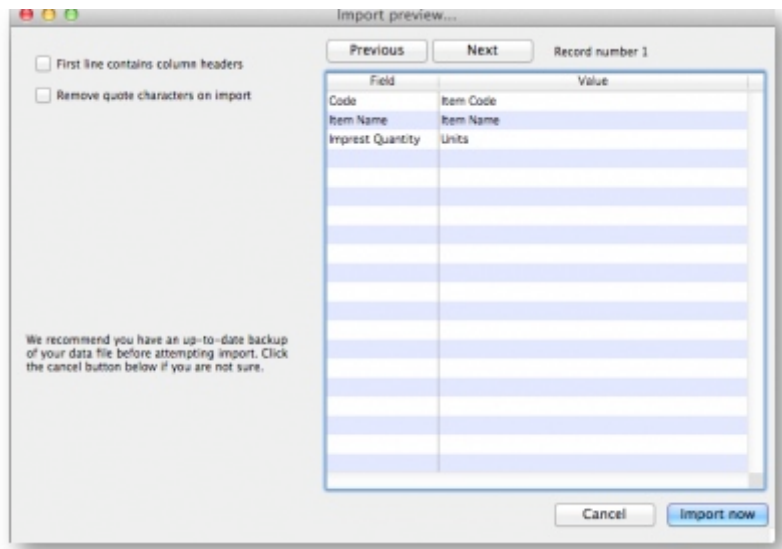 Import preview...
Previous Next Record number 1
First line contains column headers
Remove quote characters on import
Field Value
Code Item Code
Item Name Item Name
Imprest Quantity Units
We recommend you have an up-to-date backup
of your data file before attempting import. Click
the cancel button below if you are not sure.
Cancel Import now